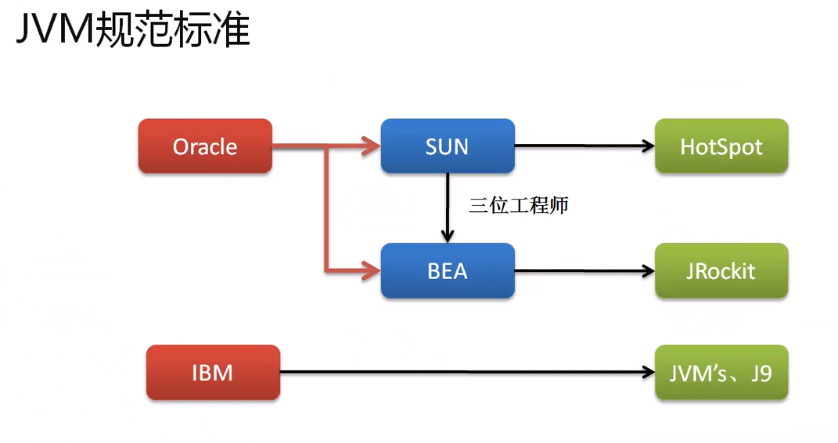 JVM规范标准
Oracle
SUN
HotSpot
三位工程师
BEA
JRockit
IBM
JVM's、J9